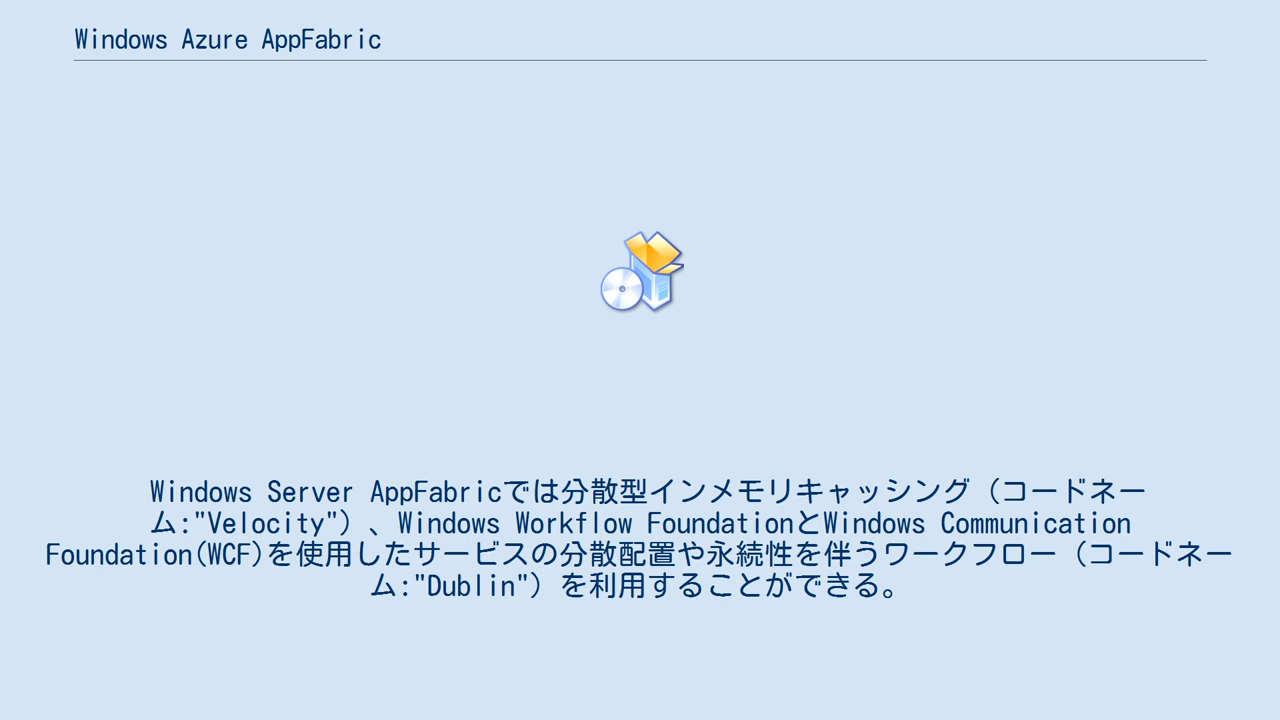 Windows Azure AppFabric
Windows Server AppFabricでは分散型インメモリキャッシング（コードネー
ム:"Velocity"）、Windows Workflow FoundationとWindows Communication
Foundation(WCF)を使用したサービスの分散配置や永続性を伴うワークフロー（コードネー
ム:"Dublin"）を利用することができる。